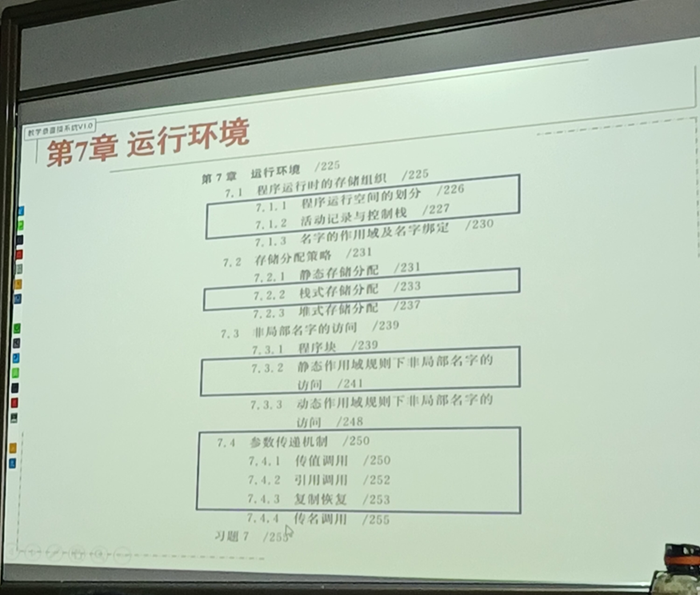 教学悬置操系统V1.0
第7章 运行环境
第 7 章 运行环境 /225
7.1 程序运行时的存储组织 /225
7.1.1 程序运行空间的划分 /226
7.1.2 活动记录与控制栈 /227
7.1.3 名字的作用域及名字绑定 /230
7.2 存储分配策略 /231
7.2.1 静态存储分配 /231
7.2.2 栈式存储分配 /233
7.2.3 堆式存储分配 /237
7.3 非局部名字的访问 /239
7.3.1 程序块 /239
7.3.2 静态作用域规则下非局部名字的
访问 /241
7.3.3 动态作用域规则下非局部名字的
访问 /248
7.4 参数传递机制 /250
7.4.1 传值调用 /250
7.4.2 引用调用 /252
7.4.3 复制恢复 /253
7.4.4 传名调用 /255
习题 7 /255